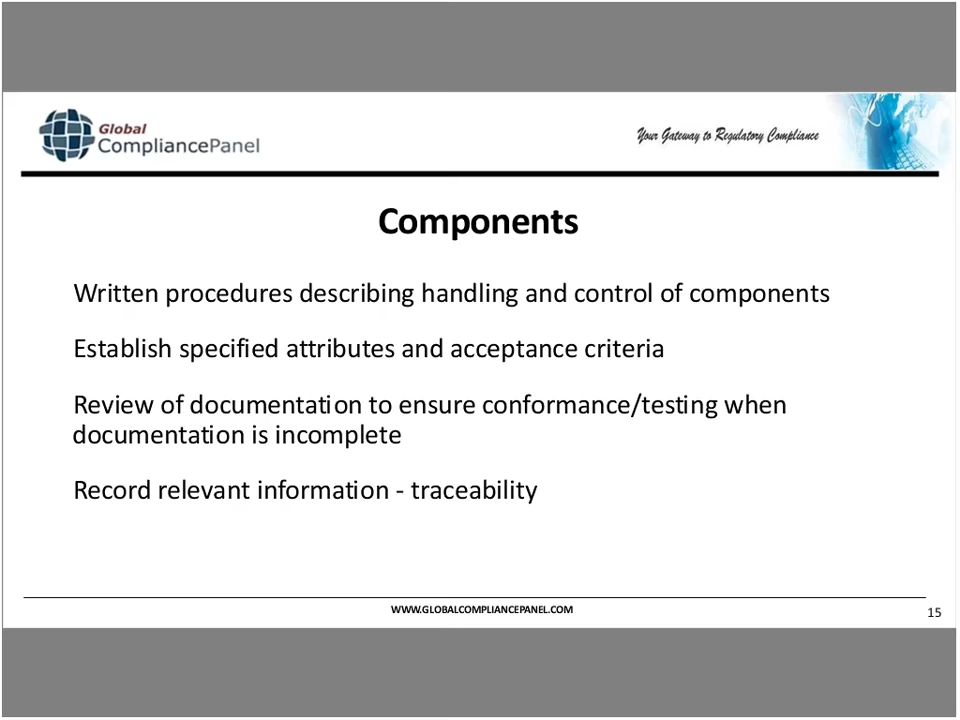 Global
CompliancePanel
Your Gateway to Regulatory Compliance
Components
Written procedures describing handling and control of components
Establish specified attributes and acceptance criteria
Review of documentation to ensure conformance/testing when
documentation is incomplete
Record relevant information - traceability
WWW.GLOBALCOMPLIANCEPANEL.COM
15